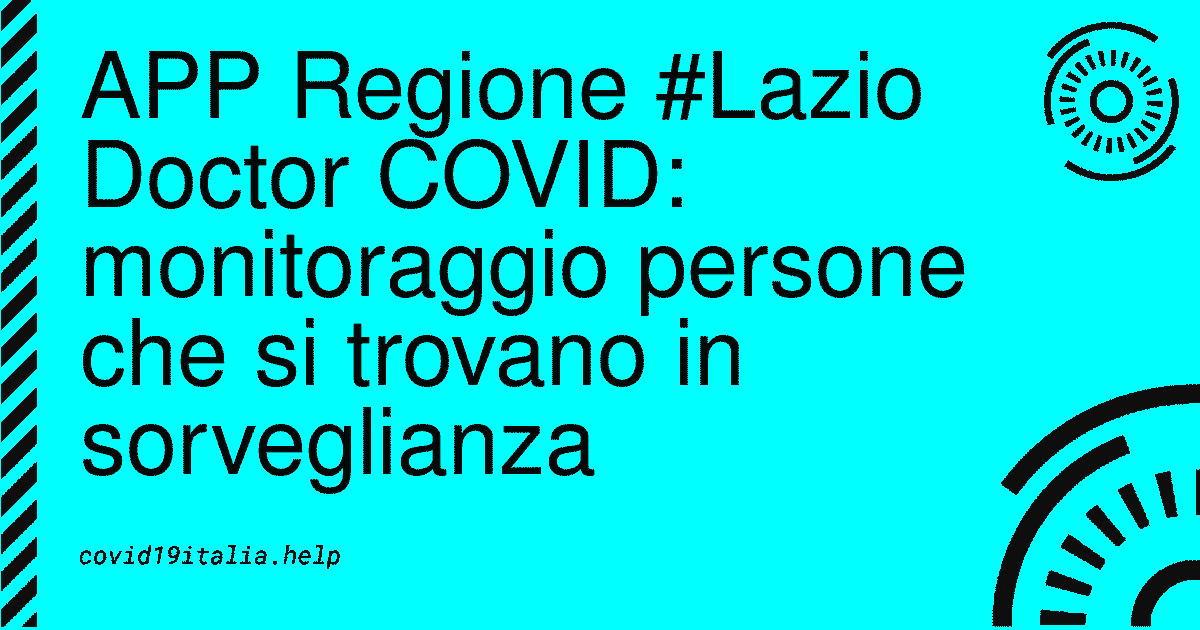 APP Regione #Lazio
Doctor COVID:
monitoraggio persone
che si trovano in
sorveglianza
covid19italia.help